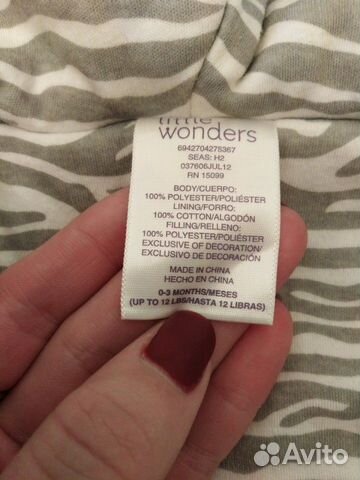 little
wonders
6942704275367
SEAS: H2
037606JUL12
RN 15099
BODY/CUERPO:
100% POLYESTER/POLIÉSTER
LINING/FORRO:
100% COTTON/ALGODÓN
FILLING/RELLENO:
100% POLYESTER/POLIÉSTER
EXCLUSIVE OF DECORATION/
EXCLUSIVO DE DECORACIÓN
MADE IN CHINA
HECHO EN CHINA
0-3 MONTHS/MESES
(UP TO 12 LBS/HASTA 12 LIBRAS)
Avito